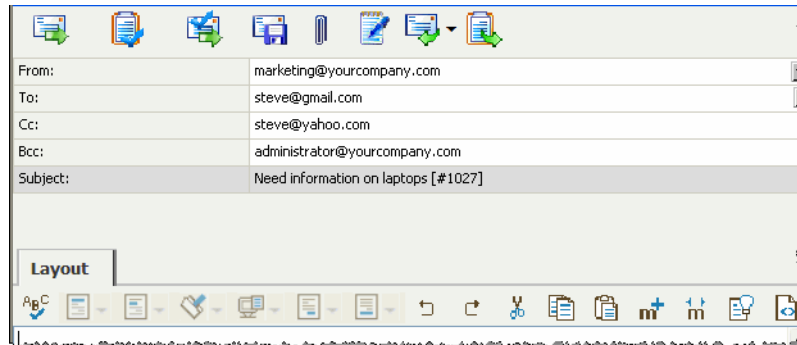 From: marketing@yourcompany.com
To: steve@gmail.com
Cc: steve@yahoo.com
Bcc: administrator@yourcompany.com
Subject: Need information on laptops [#1027]
Layout
ABC